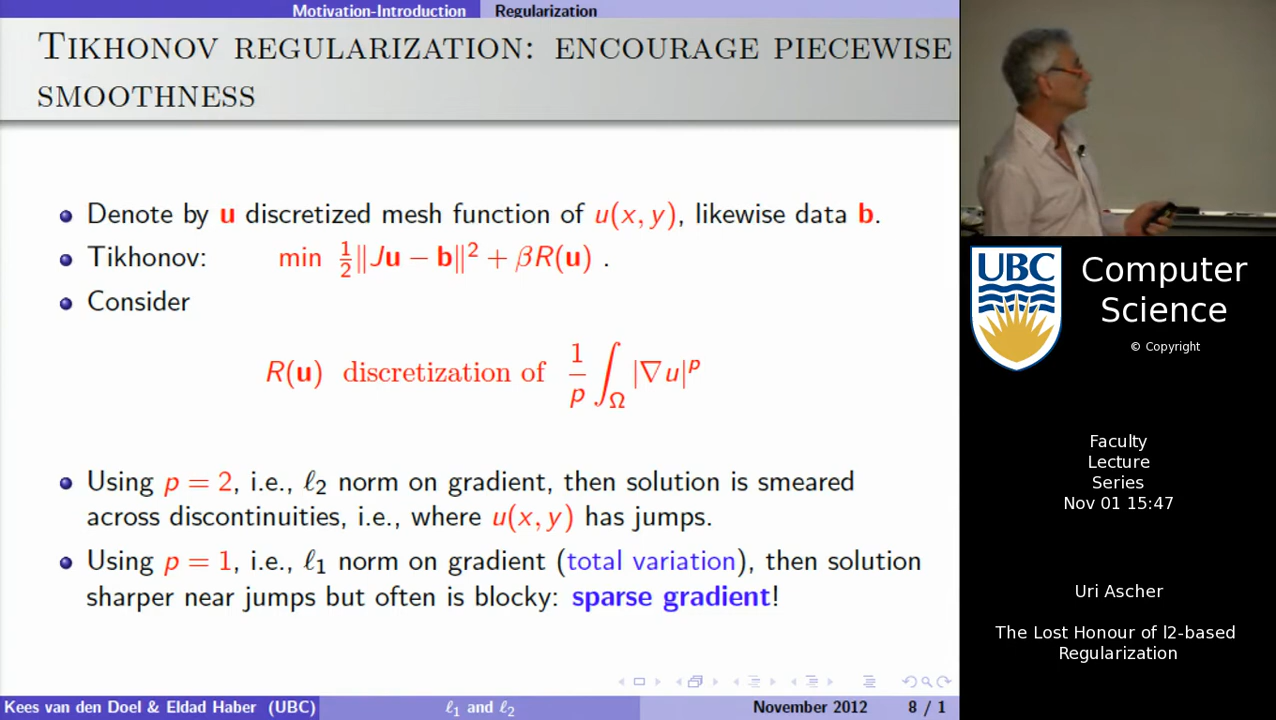 Motivation-Introduction Regularization
TIKHONOV REGULARIZATION: ENCOURAGE PIECEWISE
SMOOTHNESS
Denote by u discretized mesh function of u(x, y), likewise data b.
Tikhonov: min ½‖Ju − b‖² + βR(u) .
Consider
R(u) discretization of 1/p ∫_Ω |∇u|^p
Using p = 2, i.e., ℓ₂ norm on gradient, then solution is smeared
across discontinuities, i.e., where u(x, y) has jumps.
Using p = 1, i.e., ℓ₁ norm on gradient (total variation), then solution
sharper near jumps but often is blocky: sparse gradient!
Kees van den Doel & Eldad Haber (UBC) ℓ₁ and ℓ₂ November 2012 8 / 1
UBC
Computer
Science
© Copyright
Faculty
Lecture
Series
Nov 01 15:47
Uri Ascher
The Lost Honour of l2-based
Regularization